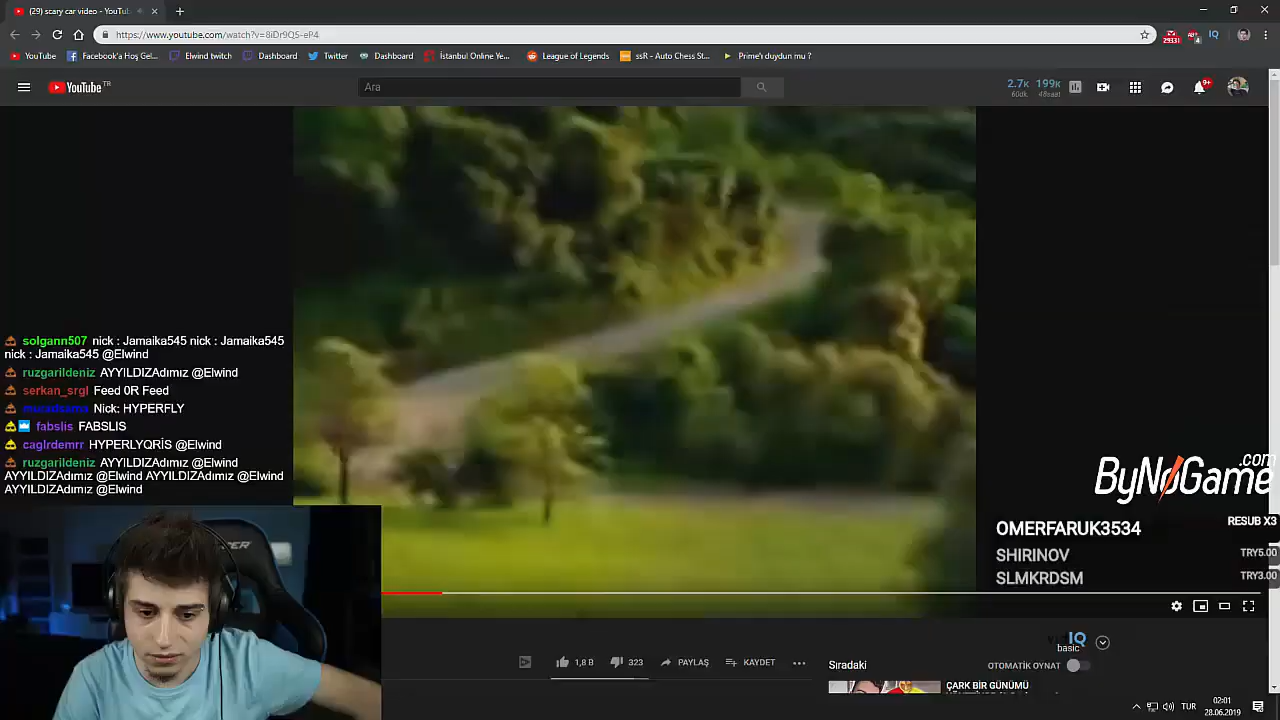 (29) scary car video - YouTu
https://www.youtube.com/watch?v=8iDr9Q5-eP4
YouTube
Facebook'a Hoş Gel...
Elwind twitch
Dashboard
Twitter
Dashboard
İstanbul Online Ye...
League of Legends
ssR - Auto Chess St...
Prime'ı duydun mu ?
YouTube TR
Ara
2.7K 199K
60dk. 48saat
9+
solgann507 nick : Jamaika545 nick : Jamaika545
nick : Jamaika545 @Elwind
ruzgarildeniz AYYILDIZAdımız @Elwind
serkan_srgl Feed 0R Feed
Nick: HYPERFLY
fabslis FABSLIS
caglrdemrr HYPERLYQRİS @Elwind
ruzgarildeniz AYYILDIZAdımız @Elwind
AYYILDIZAdımız @Elwind AYYILDIZAdımız @Elwind
AYYILDIZAdımız @Elwind
ByNoGame.com
OMERFARUK3534 RESUB X3
SHIRINOV TRY5.00
SLMKRDSM TRY3.00
IQ
basic
1,8 B 323 PAYLAŞ KAYDET
Sıradaki
OTOMATİK OYNAT
ÇARK BİR GÜNÜMÜ
TUR
02:01
28.06.2019